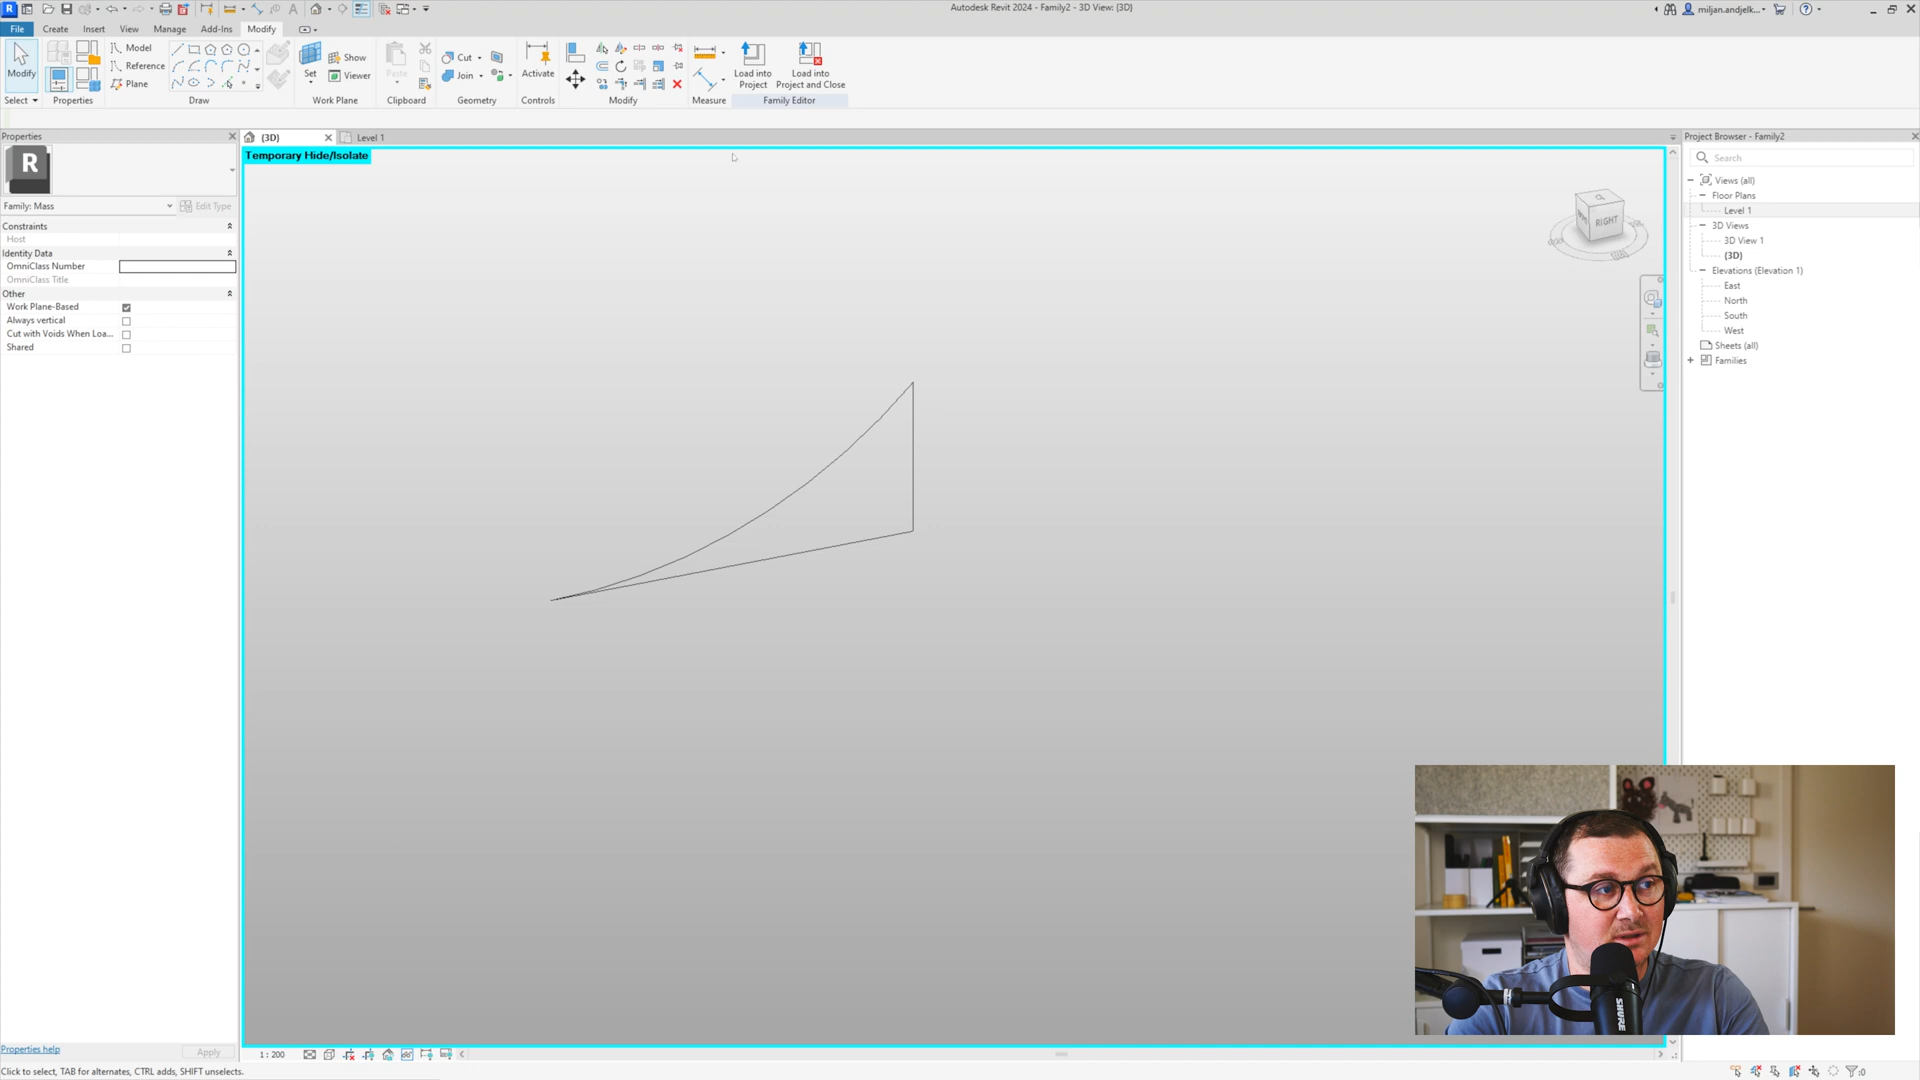 Autodesk Revit 2024 - Family2 - 3D View: {3D}
miljan.andjelk...
File
Create
Insert
View
Manage
Add-Ins
Modify
Modify
Select
Properties
Model
Reference
Plane
Draw
Set
Show
Viewer
Work Plane
Paste
Clipboard
Cut
Join
Geometry
Activate
Controls
Modify
Measure
Load into
Project
Load into
Project and Close
Family Editor
Properties
R
Family: Mass
Edit Type
Constraints
Host
Identity Data
OmniClass Number
OmniClass Title
Other
Work Plane-Based
Always vertical
Cut with Voids When Loa...
Shared
Properties help
Apply
{3D}
Level 1
Temporary Hide/Isolate
RIGHT
Project Browser - Family2
Search
Views (all)
Floor Plans
Level 1
3D Views
3D View 1
{3D}
Elevations (Elevation 1)
East
North
South
West
Sheets (all)
Families
SHURE
1 : 200
Click to select, TAB for alternates, CTRL adds, SHIFT unselects.
:0